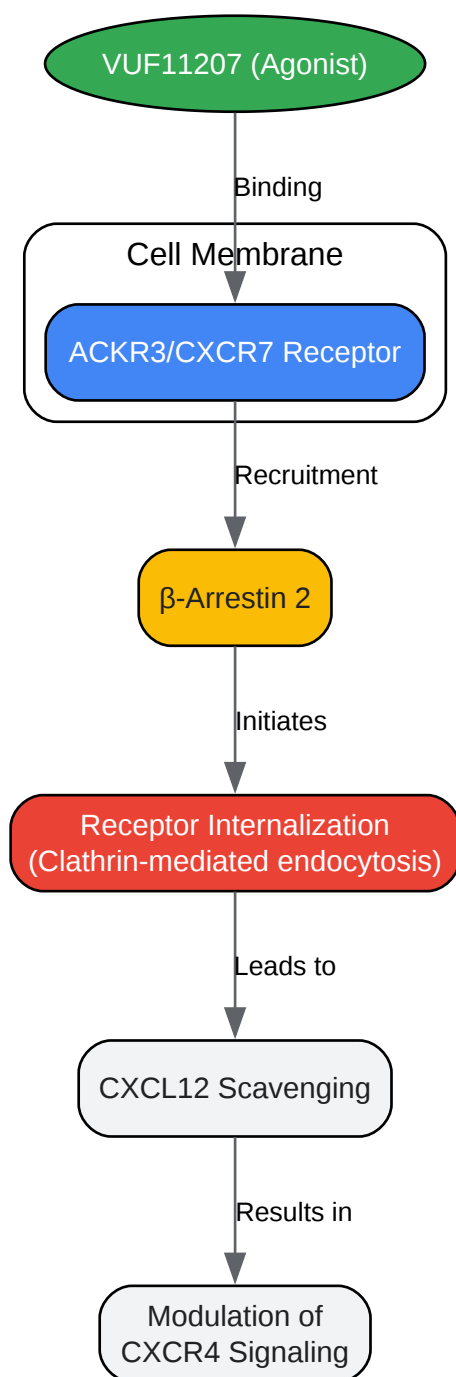 VUF11207 (Agonist)
Binding
Cell Membrane
ACKR3/CXCR7 Receptor
Recruitment
β-Arrestin 2
Initiates
Receptor Internalization
(Clathrin-mediated endocytosis)
Leads to
CXCL12 Scavenging
Results in
Modulation of
CXCR4 Signaling